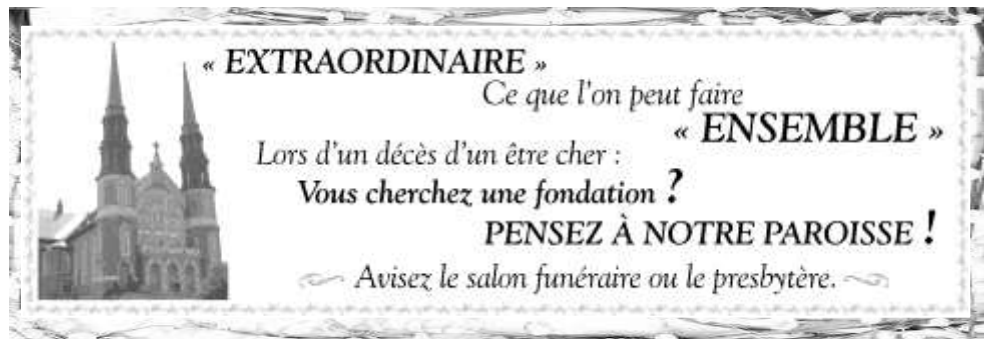 « EXTRAORDINAIRE »
Ce que l'on peut faire
« ENSEMBLE »
Lors d'un décès d'un être cher :
Vous cherchez une fondation ?
PENSEZ À NOTRE PAROISSE !
Avisez le salon funéraire ou le presbytère.